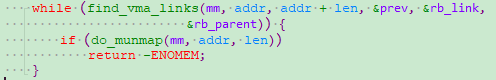 while (find_vma_links(mm, addr, addr + len, &prev, &rb_link,
&rb_parent)) {
if (do_munmap(mm, addr, len))
return -ENOMEM;
}